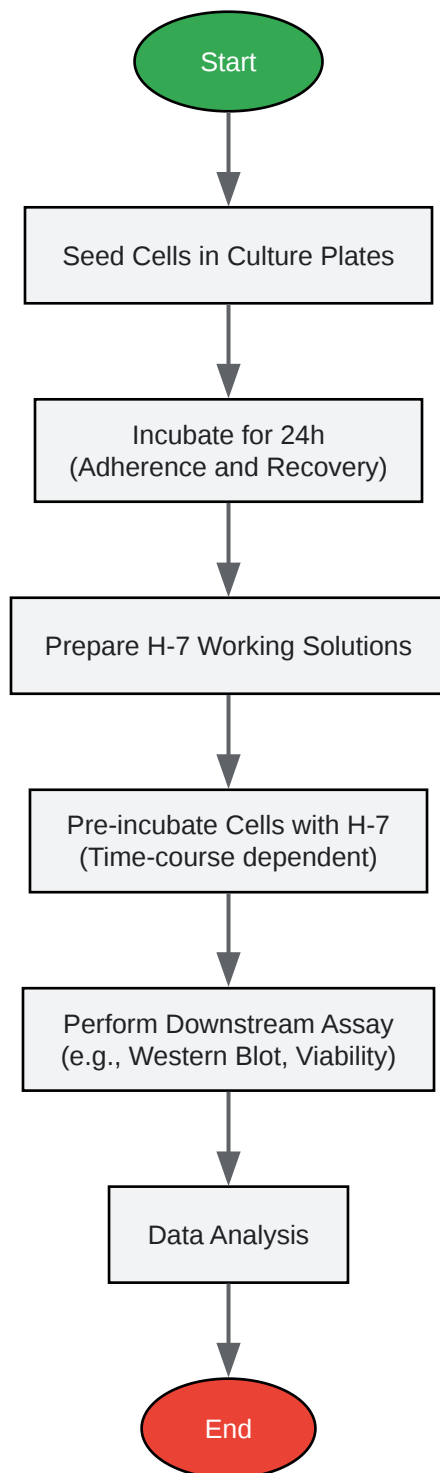 Start
Seed Cells in Culture Plates
Incubate for 24h
(Adherence and Recovery)
Prepare H-7 Working Solutions
Pre-incubate Cells with H-7
(Time-course dependent)
Perform Downstream Assay
(e.g., Western Blot, Viability)
Data Analysis
End